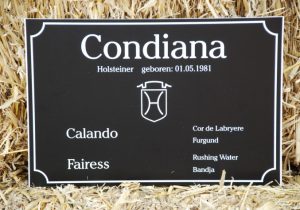 Condiana
Holsteiner geboren: 01.05.1981
Calando
Cor de Labryere
Furgund
Fairess
Rushing Water
Bandja